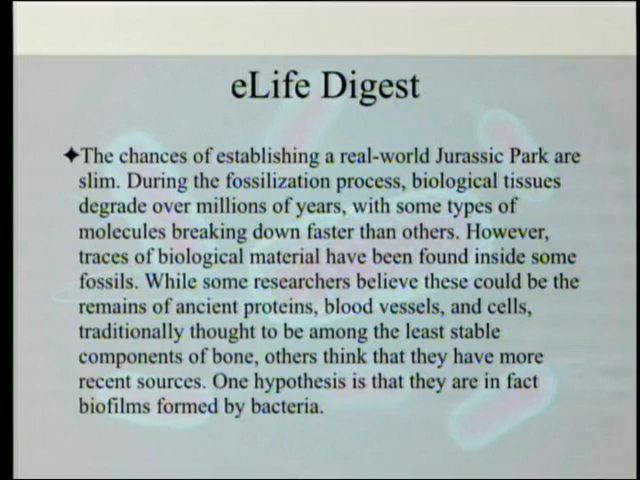 eLife Digest
✦The chances of establishing a real-world Jurassic Park are
slim. During the fossilization process, biological tissues
degrade over millions of years, with some types of
molecules breaking down faster than others. However,
traces of biological material have been found inside some
fossils. While some researchers believe these could be the
remains of ancient proteins, blood vessels, and cells,
traditionally thought to be among the least stable
components of bone, others think that they have more
recent sources. One hypothesis is that they are in fact
biofilms formed by bacteria.